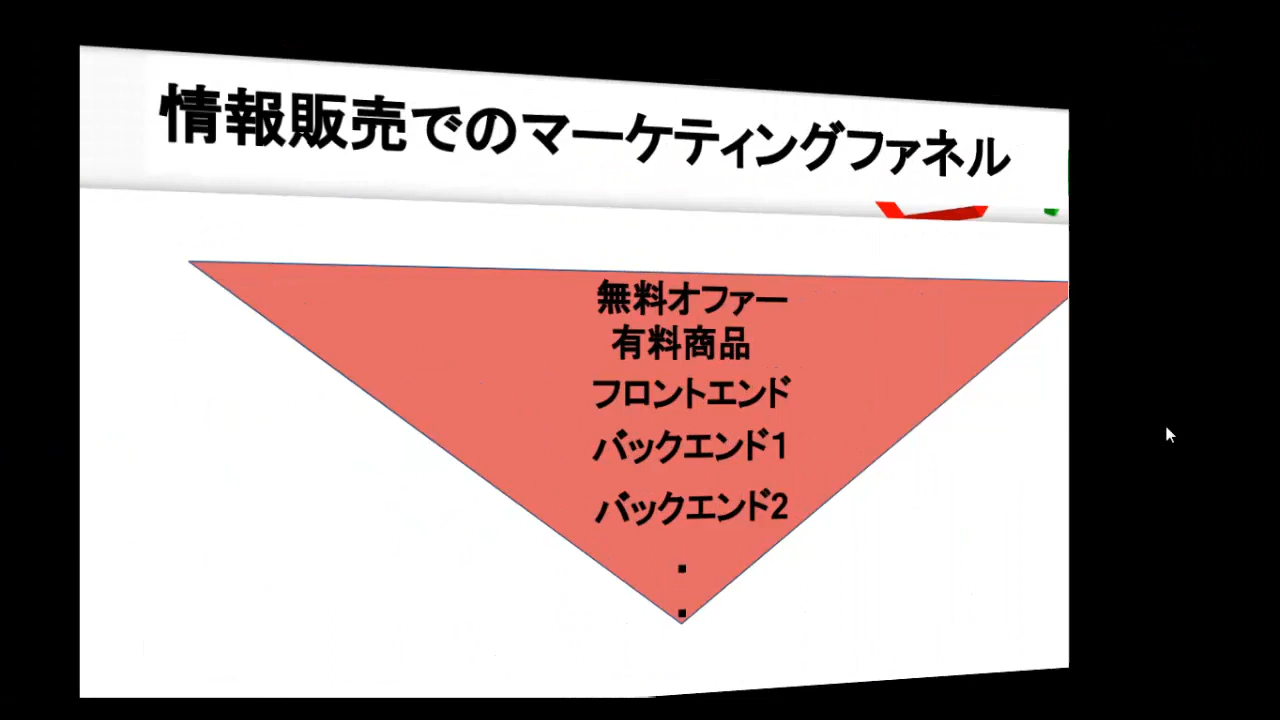 情報販売でのマーケティングファネル
無料オファー
有料商品
フロントエンド
バックエンド1
バックエンド2
・
・